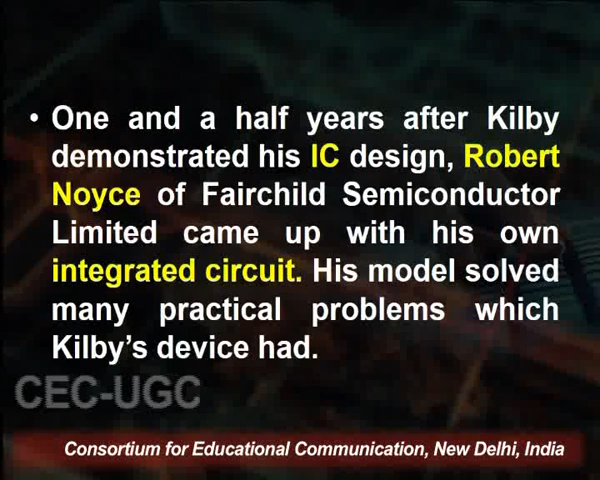 • One and a half years after Kilby
demonstrated his IC design, Robert
Noyce of Fairchild Semiconductor
Limited came up with his own
integrated circuit. His model solved
many practical problems which
Kilby's device had.
CEC-UGC
Consortium for Educational Communication, New Delhi, India